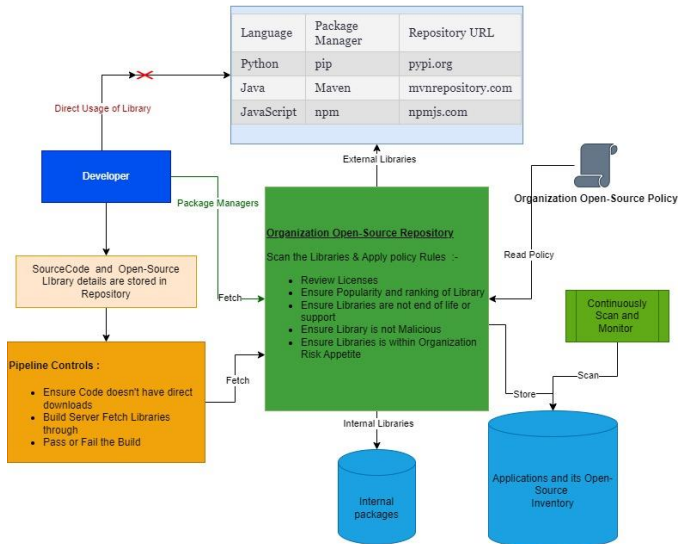 Language Package Manager Repository URL
Python pip pypi.org
Java Maven mvnrepository.com
JavaScript npm npmjs.com
Direct Usage of Library
Developer
Package Managers
External Libraries
Organization Open-Source Policy
Read Policy
Organization Open-Source Repository
Scan the Libraries & Apply policy Rules :-
Review Licenses
Ensure Popularity and ranking of Library
Ensure Libraries are not end of life or
support
Ensure Library is not Malicious
Ensure Libraries is within Organization
Risk Appetite
SourceCode and Open-Source
LIbrary details are stored in
Repository
Fetch
Continuously
Scan and
Monitor
Pipeline Controls :
Ensure Code doesn't have direct
downloads
Build Server Fetch Libraries
through
Pass or Fail the Build
Fetch
Scan
Store
Internal Libraries
Internal
packages
Applications and its Open-
Source
Inventory